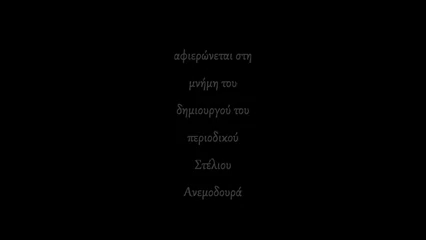 αφιερώνεται στη
μνήμη του
δημιουργού του
περιοδικού
Στέλιου
Ανεμοδουρά